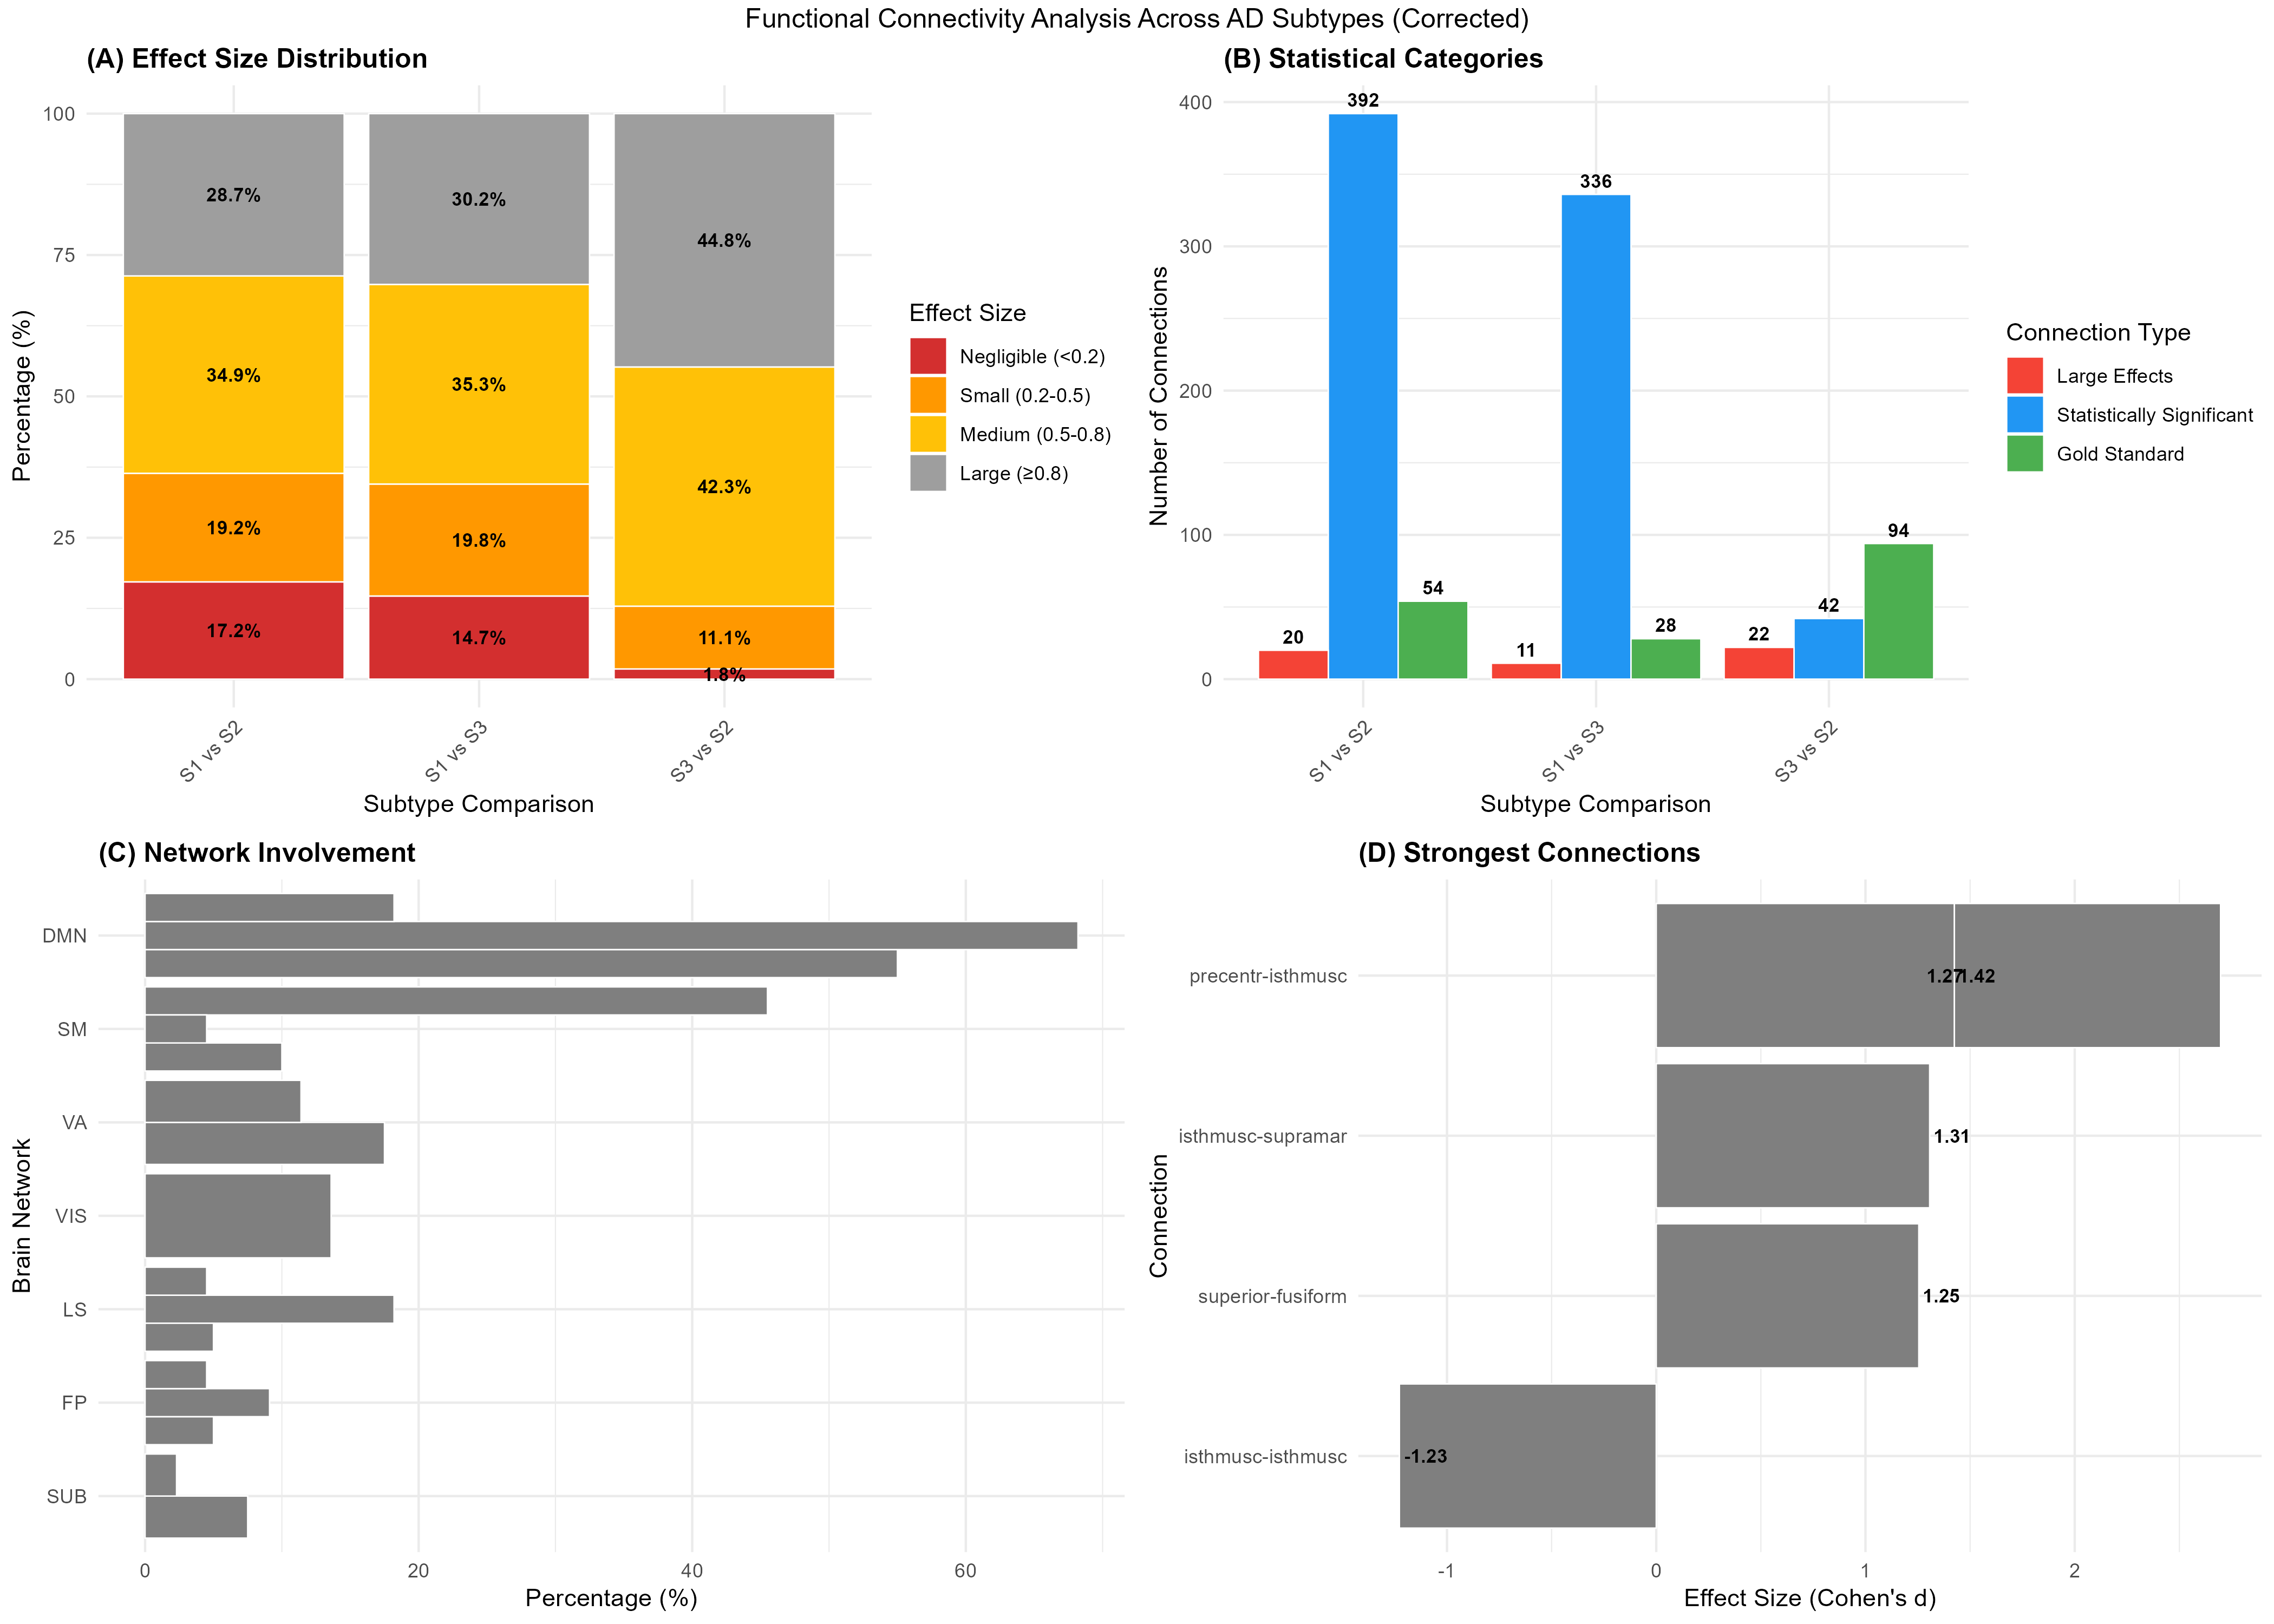 Functional Connectivity Analysis Across AD Subtypes (Corrected)
(A) Effect Size Distribution
Percentage (%)
100
75
50
25
0
28.7%
34.9%
19.2%
17.2%
30.2%
35.3%
19.8%
14.7%
44.8%
42.3%
11.1%
1.8%
S1 vs S2
S1 vs S3
S3 vs S2
Subtype Comparison
Effect Size
Negligible (<0.2)
Small (0.2-0.5)
Medium (0.5-0.8)
Large (≥0.8)
(B) Statistical Categories
Number of Connections
400
300
200
100
0
20
392
54
11
336
28
22
42
94
S1 vs S2
S1 vs S3
S3 vs S2
Subtype Comparison
Connection Type
Large Effects
Statistically Significant
Gold Standard
(C) Network Involvement
Brain Network
DMN
SM
VA
VIS
LS
FP
SUB
0
20
40
60
Percentage (%)
(D) Strongest Connections
Connection
precentr-isthmusc
isthmusc-supramar
superior-fusiform
isthmusc-isthmusc
1.27
1.42
1.31
1.25
-1.23
-1
0
1
2
Effect Size (Cohen's d)